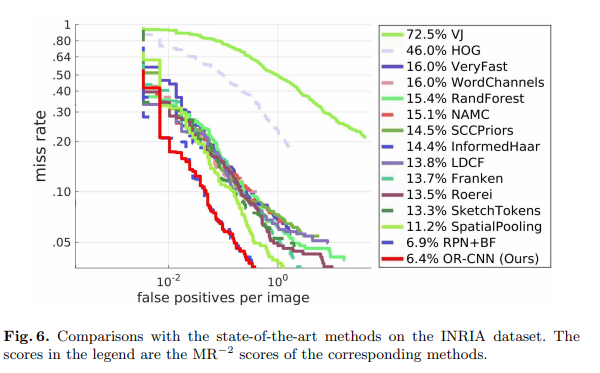 1
.80
.64
.50
.40
.30
.20
.10
.05
miss rate
10-2
100
false positives per image
72.5% VJ
46.0% HOG
16.0% VeryFast
16.0% WordChannels
15.4% RandForest
15.1% NAMC
14.5% SCCPriors
14.4% InformedHaar
13.8% LDCF
13.7% Franken
13.5% Roerei
13.3% SketchTokens
11.2% SpatialPooling
6.9% RPN+BF
6.4% OR-CNN (Ours)
Fig. 6. Comparisons with the state-of-the-art methods on the INRIA dataset. The
scores in the legend are the MR−2 scores of the corresponding methods.